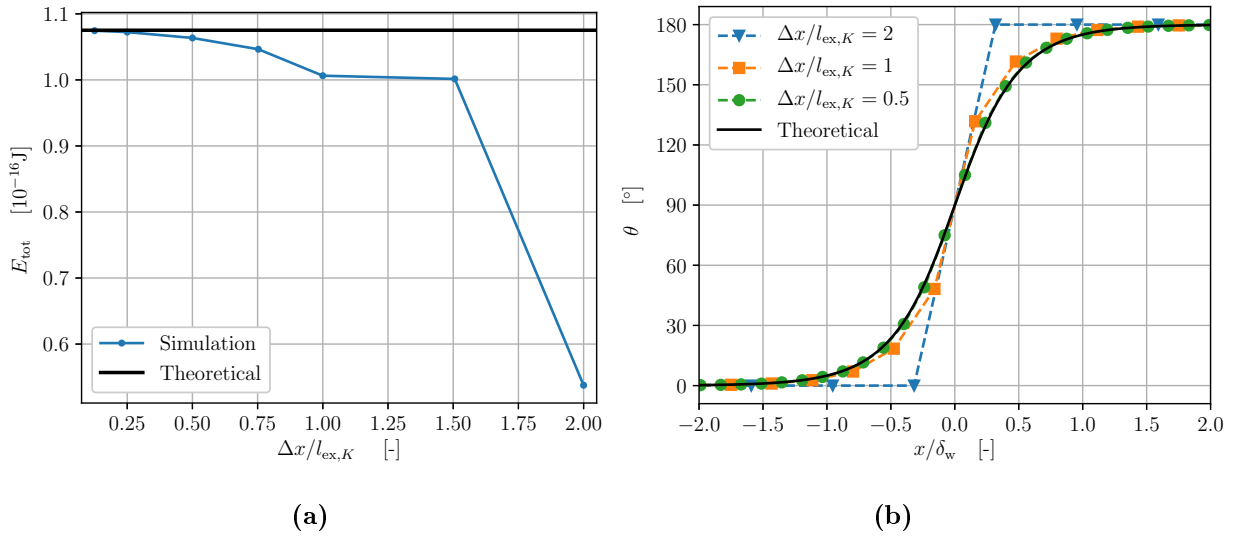 1.1
1.0
0.9
0.8
0.7
0.6
E_tot [10^−16 J]
Simulation
Theoretical
0.25 0.50 0.75 1.00 1.25 1.50 1.75 2.00
Δx/l_ex,K [-]
(a)
180
150
120
90
60
30
0
θ [°]
Δx/l_ex,K = 2
Δx/l_ex,K = 1
Δx/l_ex,K = 0.5
Theoretical
−2.0 −1.5 −1.0 −0.5 0.0 0.5 1.0 1.5 2.0
x/δ_w [-]
(b)